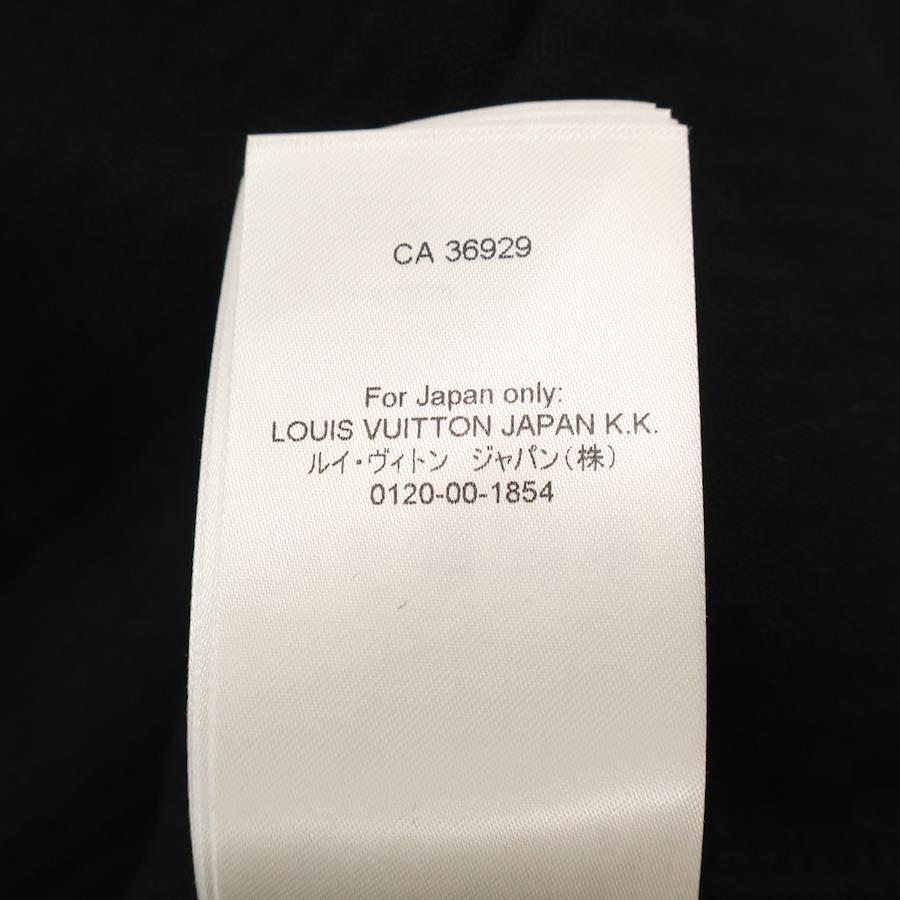 CA 36929
For Japan only:
LOUIS VUITTON JAPAN K.K.
ルイ・ヴィトン　ジャパン(株)
0120-00-1854